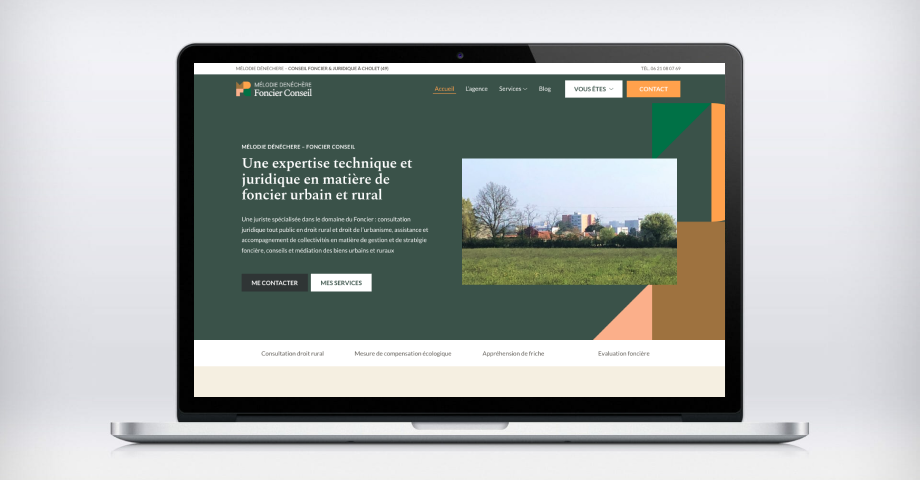 MÉLODIE DENÉCHÈRE - CONSEIL FONCIER & JURIDIQUE À CHOLET (49)
TÉL. 06 21 08 07 69
MÉLODIE DENÉCHÈRE
Foncier Conseil
Accueil
L'agence
Services
Blog
VOUS ÊTES
CONTACT
MÉLODIE DÉNÉCHERE – FONCIER CONSEIL
Une expertise technique et
juridique en matière de
foncier urbain et rural
Une juriste spécialisée dans le domaine du Foncier : consultation
juridique tout public en droit rural et droit de l'urbanisme, assistance et
accompagnement de collectivités en matière de gestion et de stratégie
foncière, conseils et médiation des biens urbains et ruraux
ME CONTACTER
MES SERVICES
Consultation droit rural
Mesure de compensation écologique
Appréhension de friche
Evaluation foncière